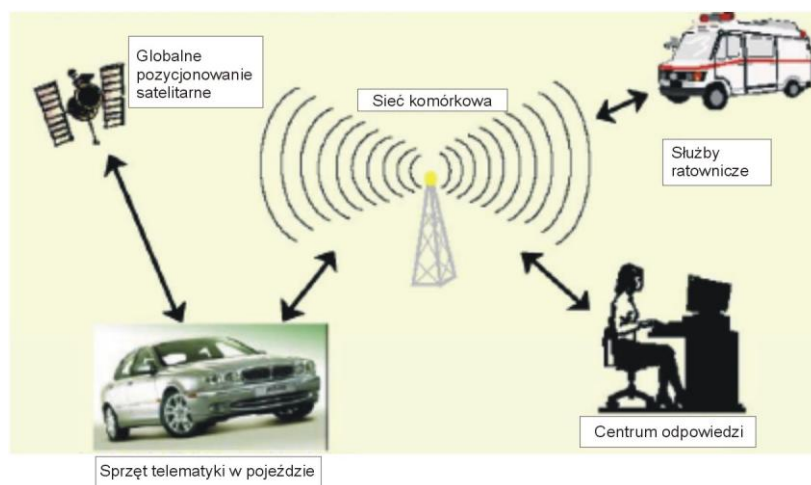 Globalne
pozycjonowanie
satelitarne
Sieć komórkowa
Służby
ratownicze
Centrum odpowiedzi
Sprzęt telematyki w pojeździe